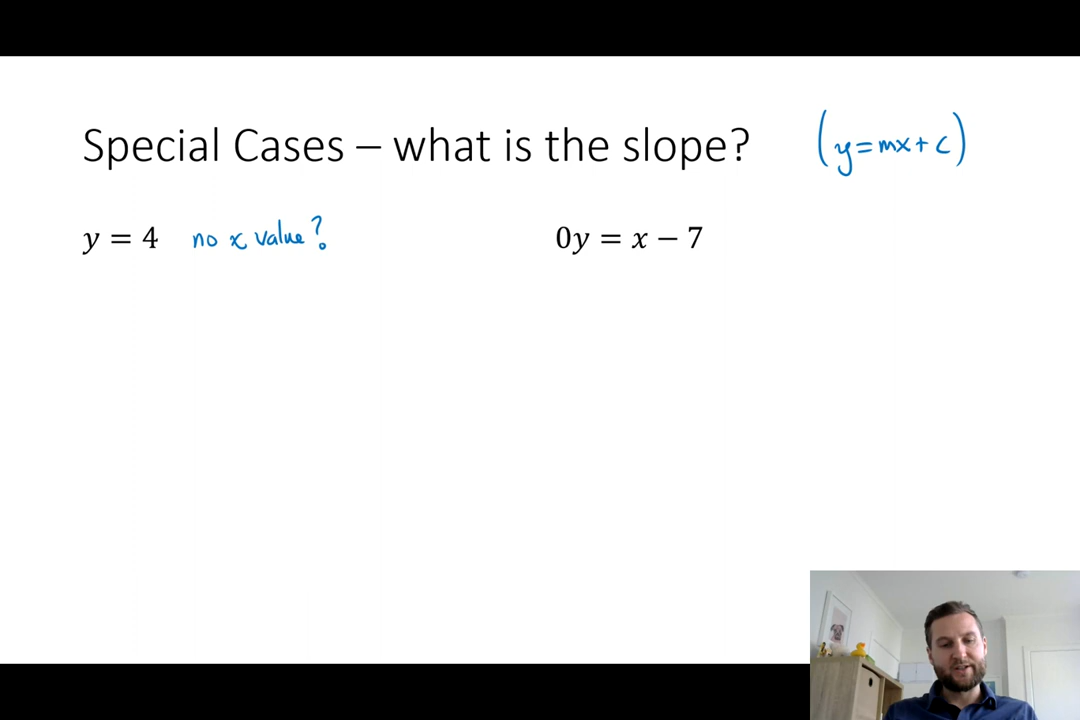 Special Cases – what is the slope? (y=mx+c)
y = 4 no x value?
0y = x − 7